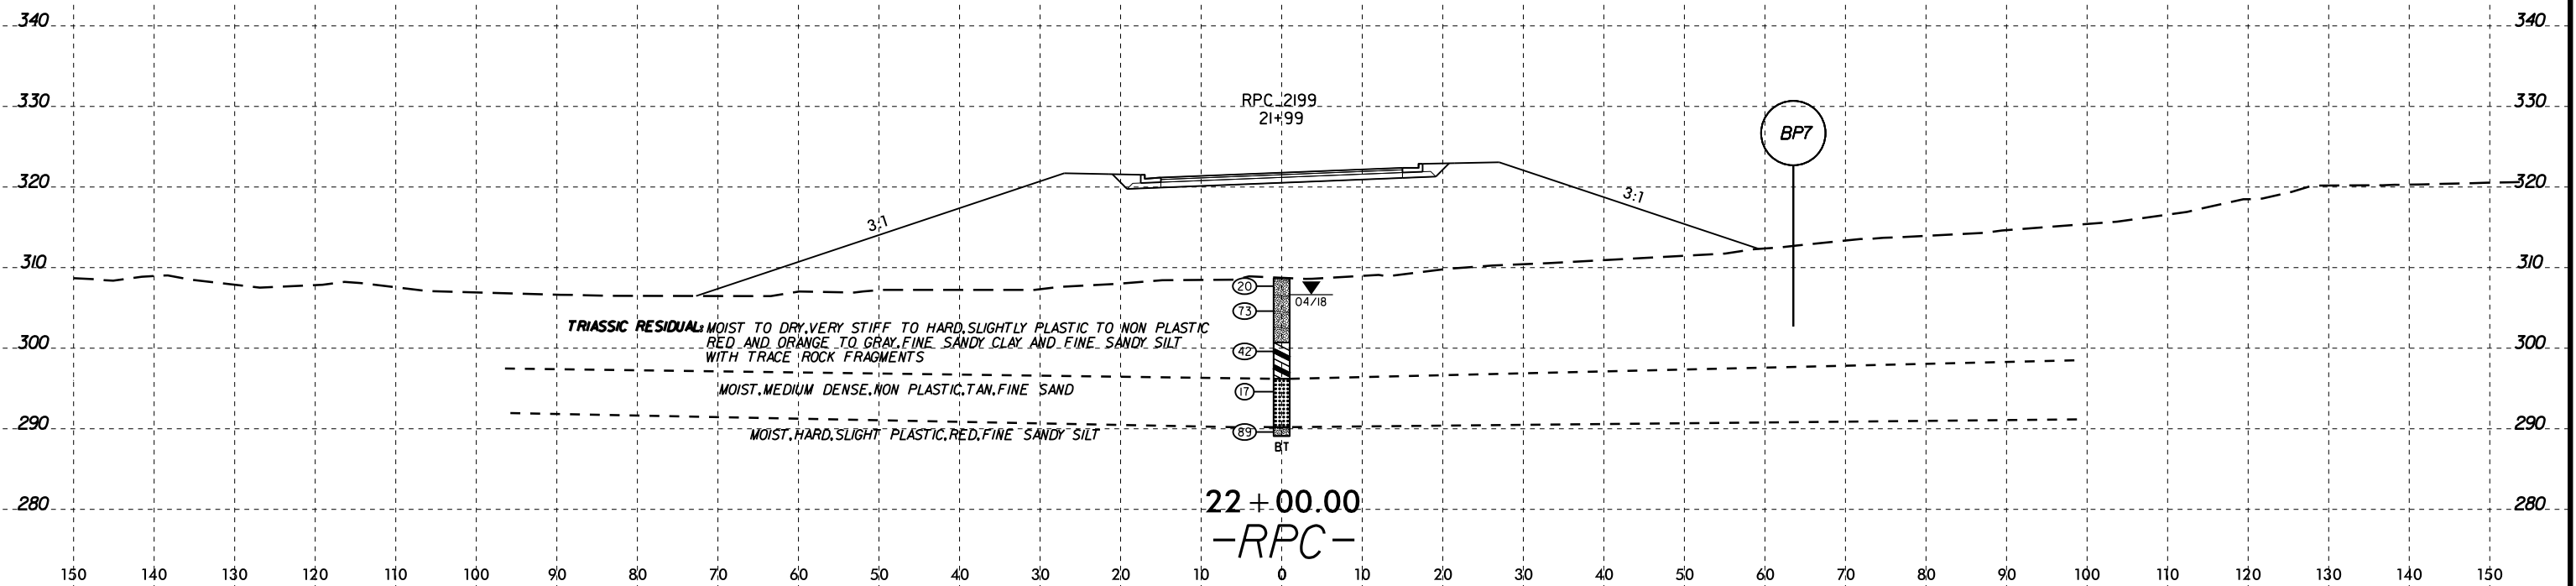 340 340
330 330
RPC_2199
21+99
BP7
320 320
3:1 3:1
310 310
20
04/18
73
TRIASSIC RESIDUAL: MOIST TO DRY, VERY STIFF TO HARD, SLIGHTLY PLASTIC TO NON PLASTIC
RED AND ORANGE TO GRAY, FINE SANDY CLAY AND FINE SANDY SILT
300 300
WITH TRACE ROCK FRAGMENTS
42
MOIST, MEDIUM DENSE, NON PLASTIC, TAN, FINE SAND
17
290 290
MOIST, HARD, SLIGHT PLASTIC, RED, FINE SANDY SILT
89
BT
280 280
22+00.00
-RPC-
150 140 130 120 110 100 90 80 70 60 50 40 30 20 10 0 10 20 30 40 50 60 70 80 90 100 110 120 130 140 150